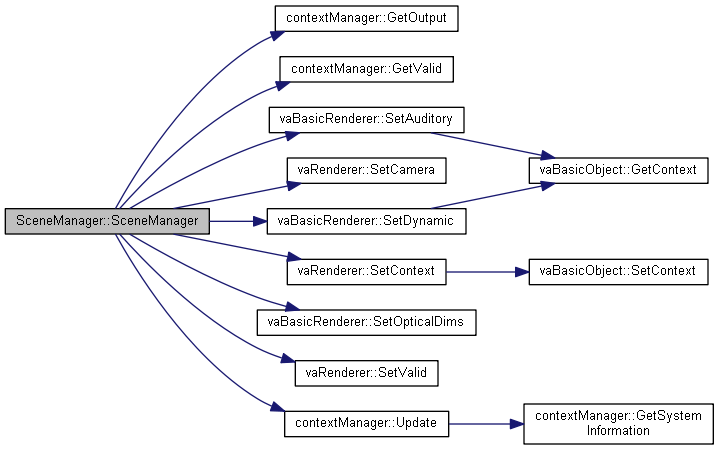 contextManager::GetOutput
contextManager::GetValid
vaBasicRenderer::SetAuditory
vaRenderer::SetCamera
vaBasicObject::GetContext
SceneManager::SceneManager
vaBasicRenderer::SetDynamic
vaRenderer::SetContext
vaBasicObject::SetContext
vaBasicRenderer::SetOpticalDims
vaRenderer::SetValid
contextManager::Update
contextManager::GetSystem
Information